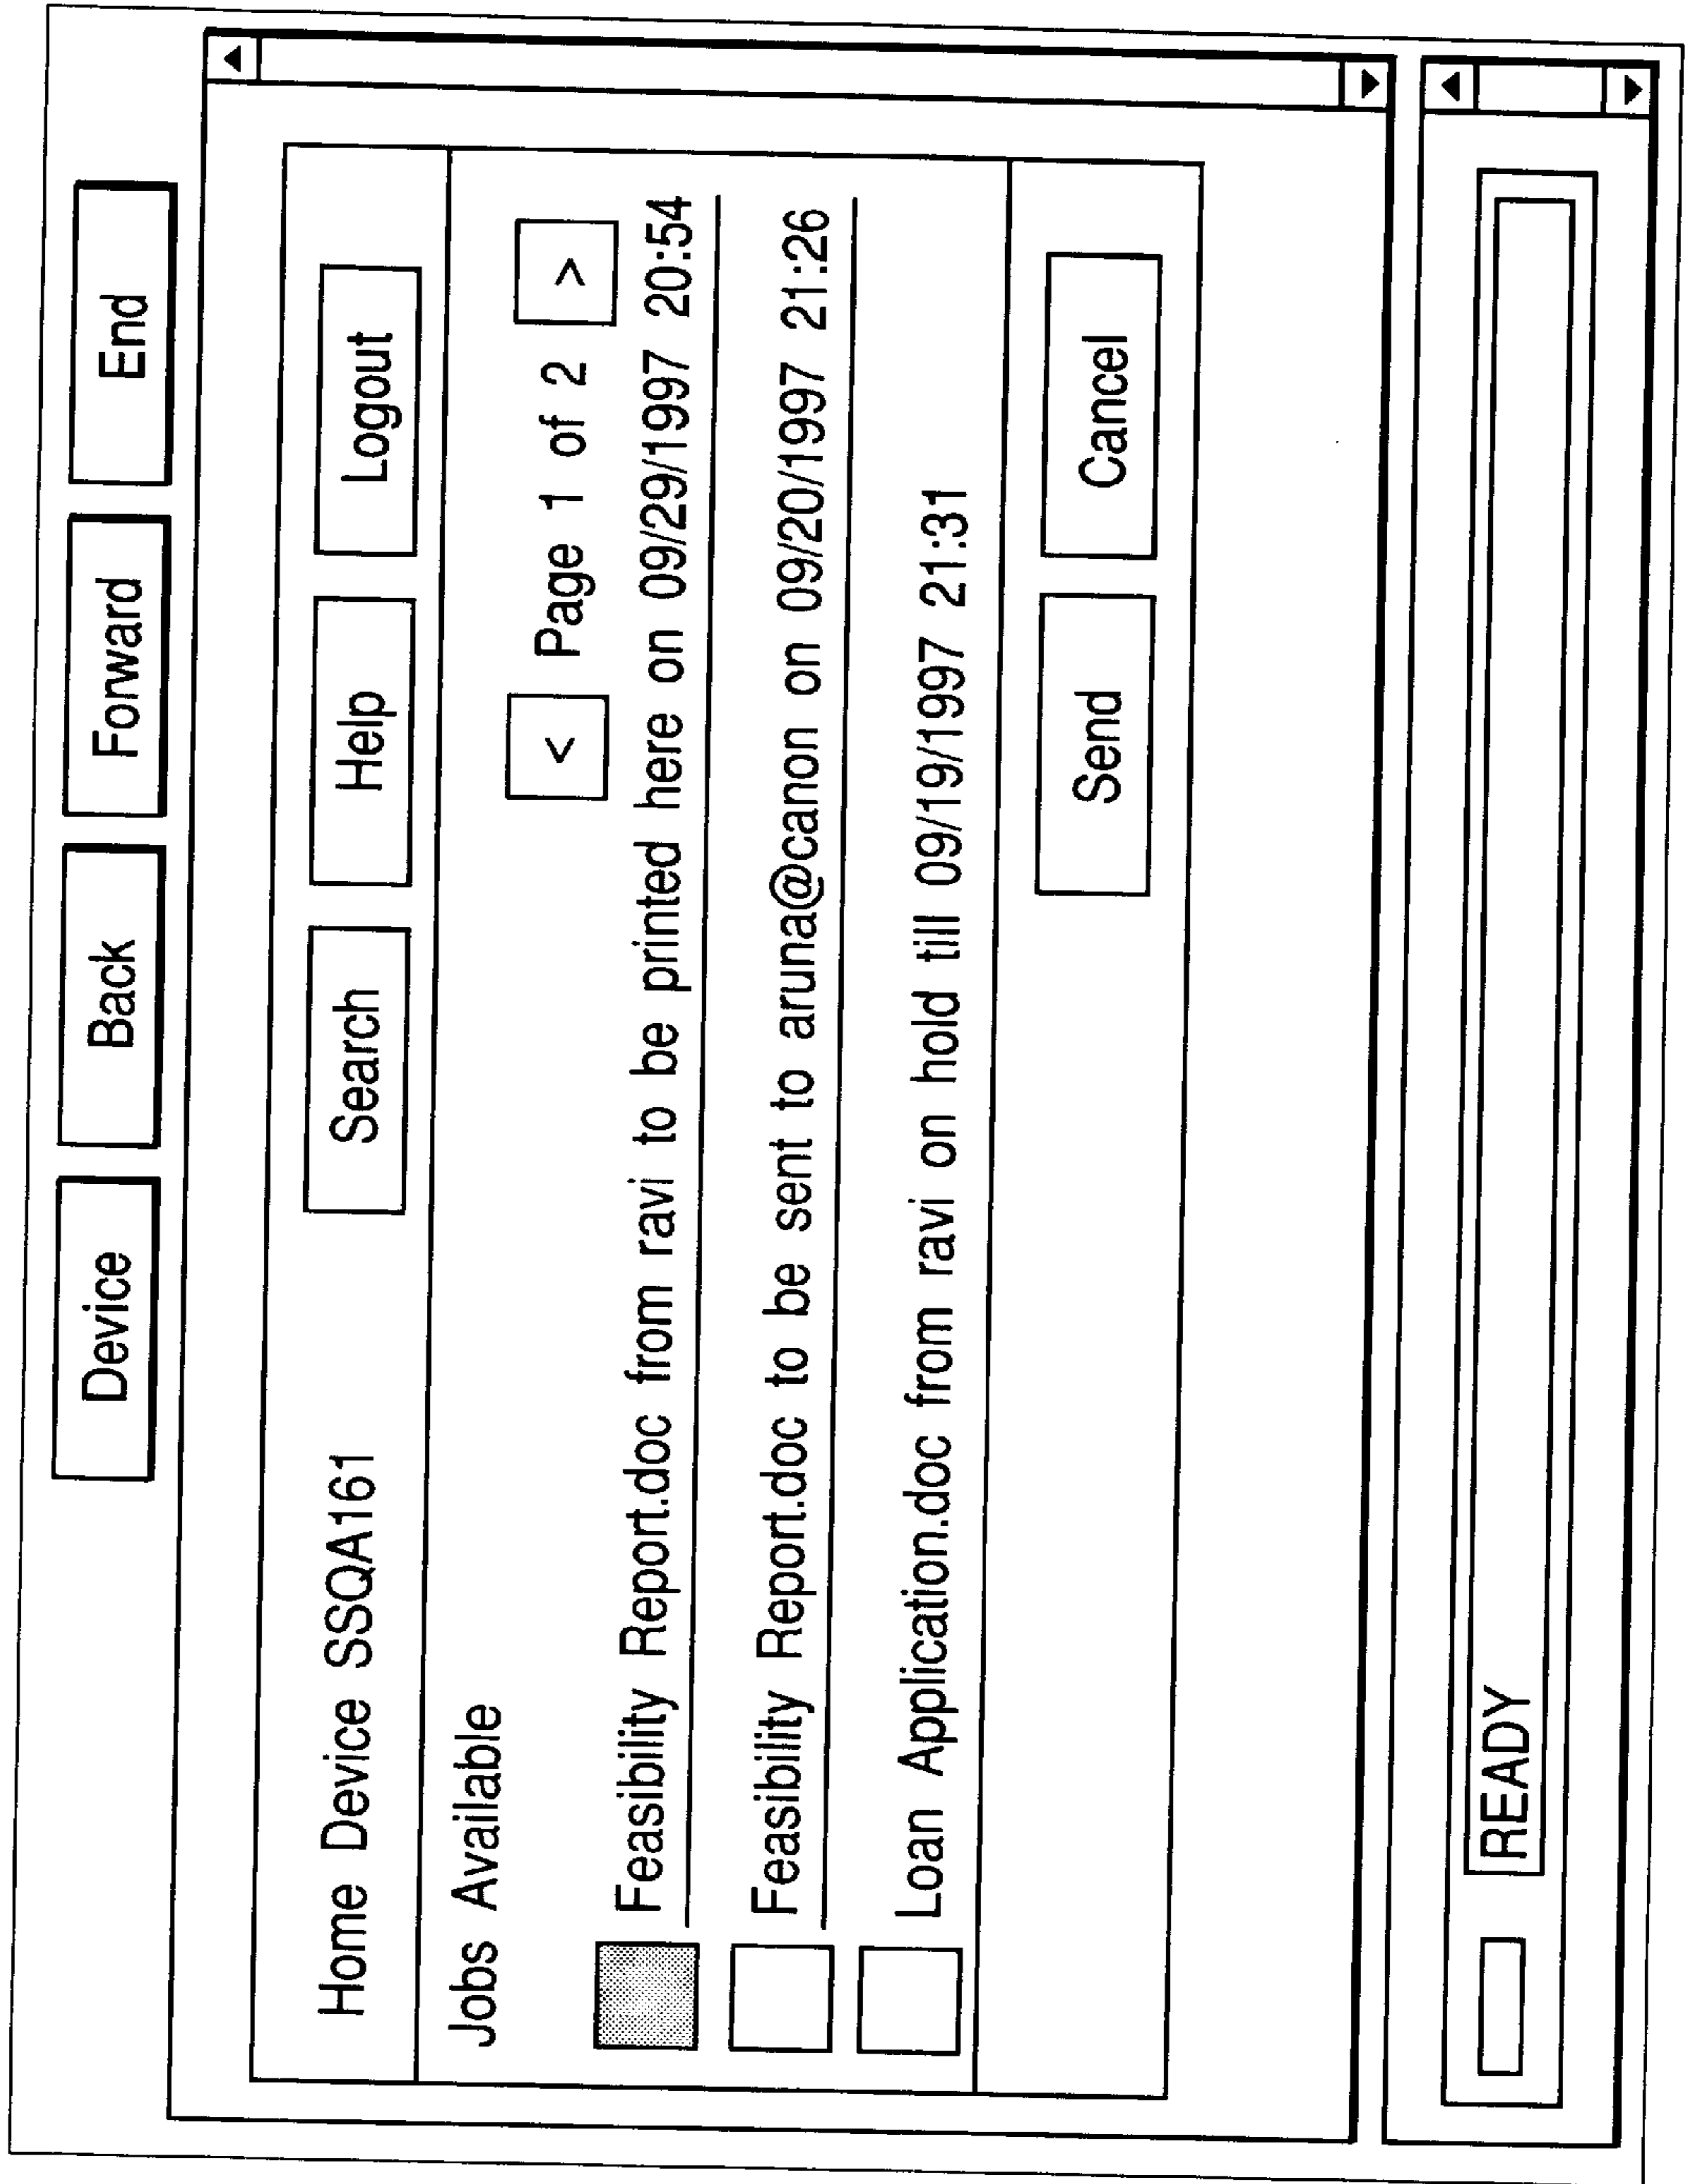 Device Back Forward End
Home Device SSQA161 Search Help Logout
Jobs Available
< Page 1 of 2 >
Feasibility Report.doc from ravi to be printed here on 09/29/1997 20:54
Feasibility Report.doc to be sent to aruna@canon on 09/20/1997 21:26
Loan Application.doc from ravi on hold till 09/19/1997 21:31
Send Cancel
READY